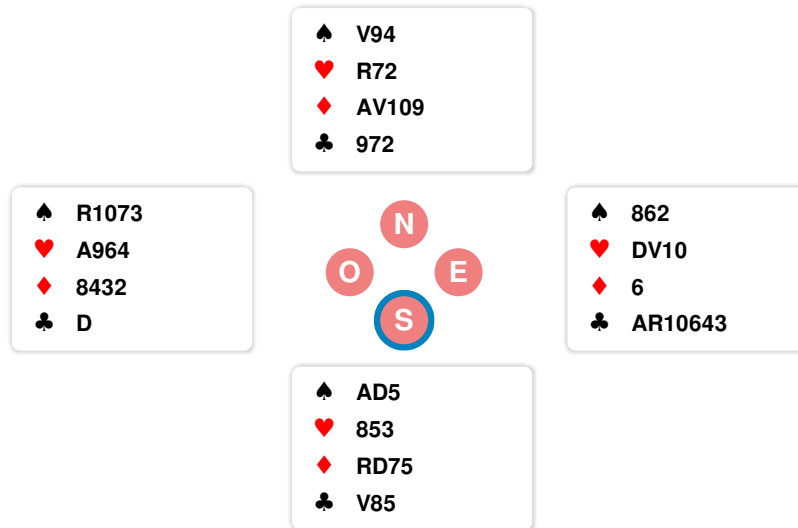 ♠ V94
♥ R72
♦ AV109
♣ 972
♠ R1073
♥ A964
♦ 8432
♣ D
N
O E
S
♠ 862
♥ DV10
♦ 6
♣ AR10643
♠ AD5
♥ 853
♦ RD75
♣ V85